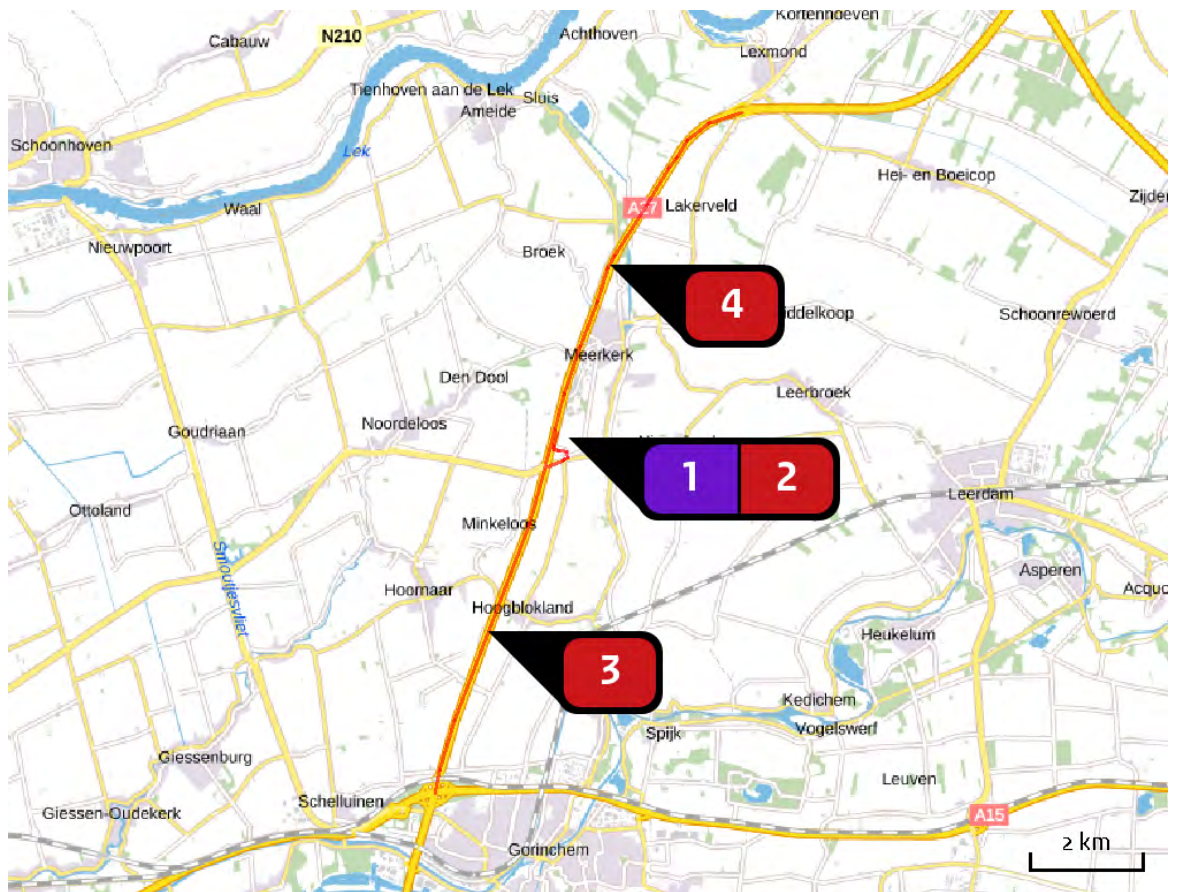 Kortenhoeven
Achthoven
N210
Cabauw
Lexmond
Tienhoven aan de Lek
Sluis
Ameide
Schoonhoven
Lek
Hei- en Boeicop
Zijder
Waal
A27
Lakerveld
Nieuwpoort
Broek
4
iddelkoop
Schoonrewoerd
Meerkerk
Den Dool
Leerbroek
Noordeloos
Goudriaan
1
2
Leerdam
Ottoland
Minkeloos
Smoutjesvliet
Asperen
Hoornaar
Acquo
Hoogblokland
Heukelum
3
Kedichem
Vogelswerf
Spijk
Giessenburg
Leuven
Schelluinen
Giessen-Oudekerk
A15
2 km
Gorinchem